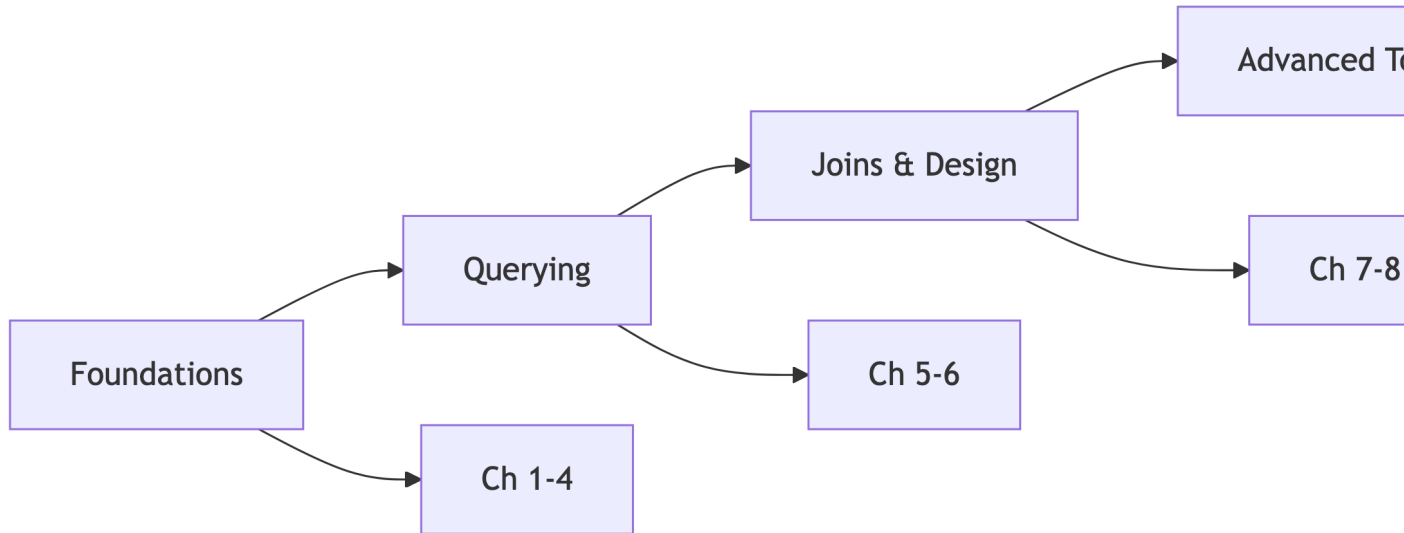 Advanced
Joins & Design
Querying
Ch 7-8
Foundations
Ch 5-6
Ch 1-4